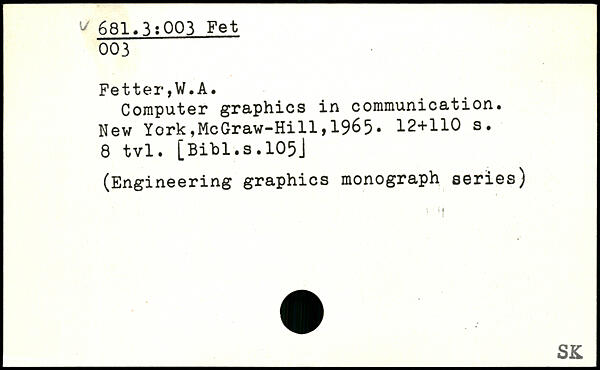 ✓ 681.3:003 Fet
003
Fetter,W.A.
Computer graphics in communication.
New York,McGraw-Hill,1965. 12+110 s.
8 tvl. [Bibl.s.105]
(Engineering graphics monograph series)
SK